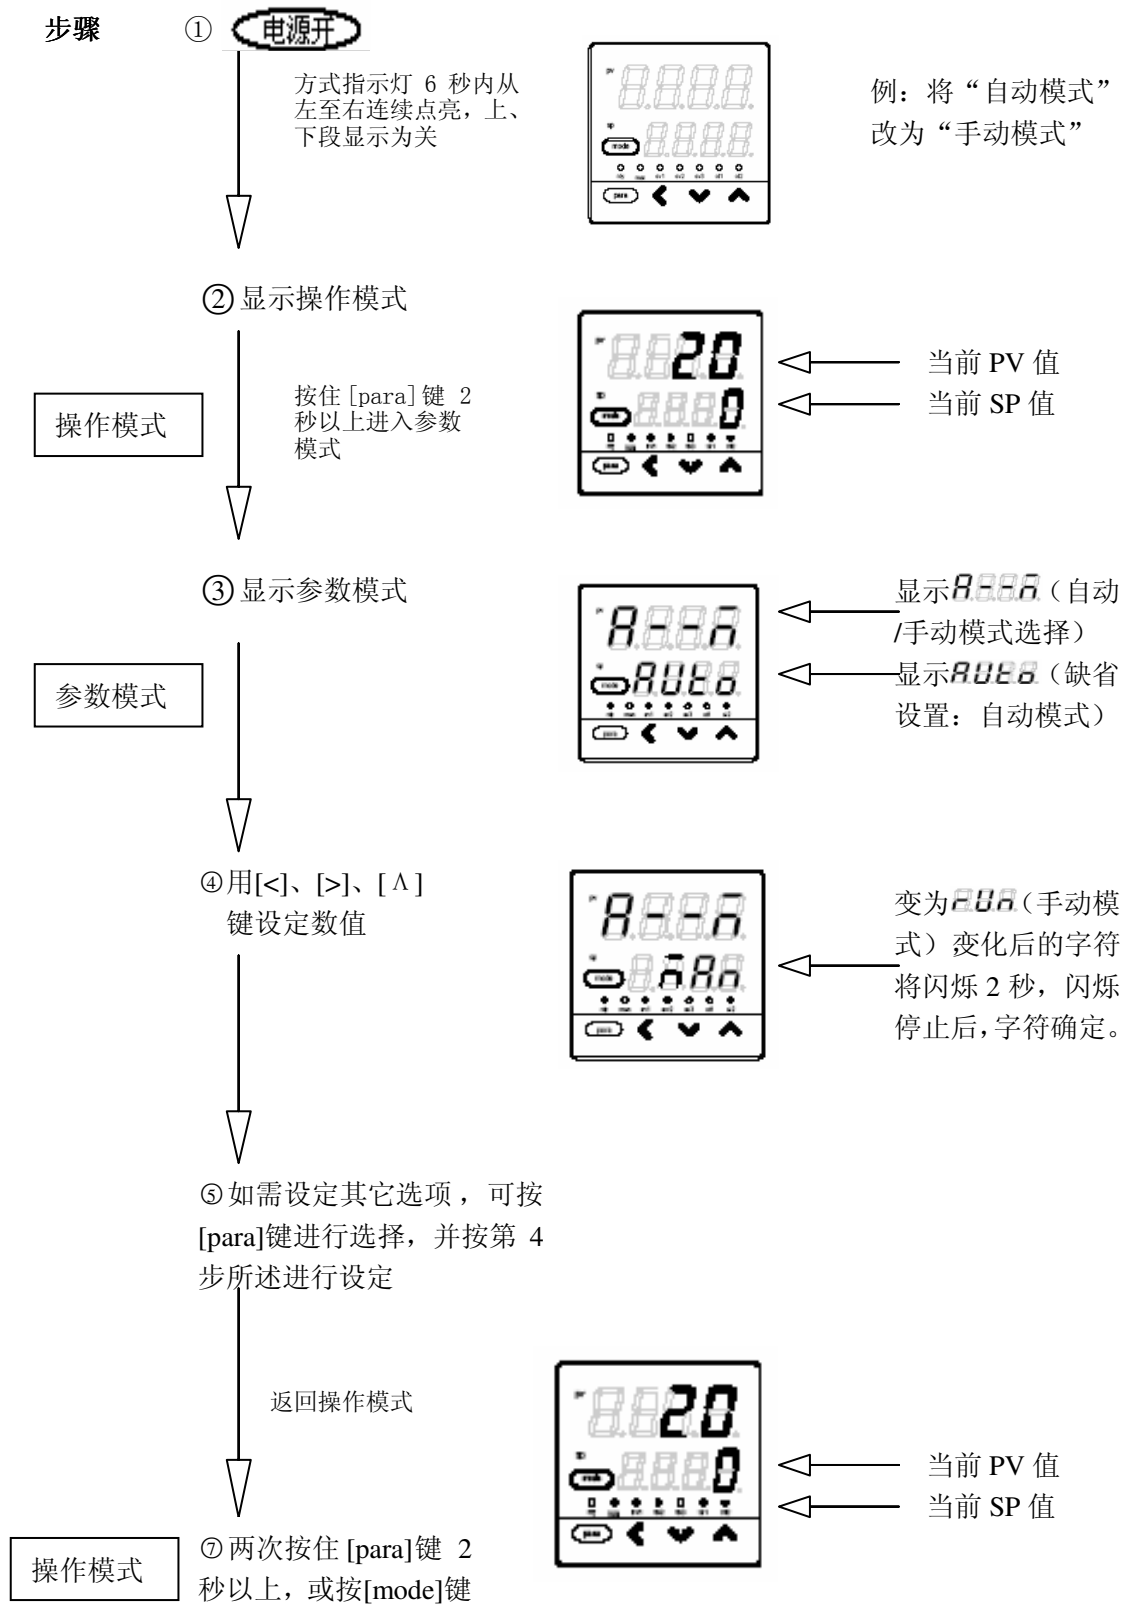 步骤 ① 电源开
方式指示灯 6 秒内从
左至右连续点亮，上、
下段显示为关
例：将“自动模式”
改为“手动模式”
mode
para
②显示操作模式
操作模式
按住[para]键 2
秒以上进入参数
模式
20
0
当前 PV 值
当前 SP 值
③显示参数模式
参数模式
A--m
AUto
显示A--m（自动
/手动模式选择）
显示AUto（缺省
设置：自动模式）
④用[<]、[>]、[Λ]
键设定数值
A--m
mAn
变为rUn（手动模
式）,变化后的字符
将闪烁 2 秒，闪烁
停止后，字符确定。
⑤如需设定其它选项，可按
[para]键进行选择，并按第 4
步所述进行设定
返回操作模式
20
0
当前 PV 值
当前 SP 值
操作模式
⑦两次按住 [para]键 2
秒以上，或按[mode]键